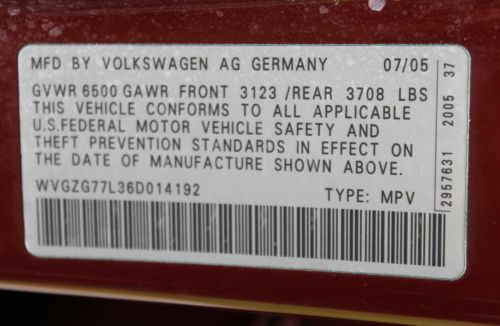 MFD BY VOLKSWAGEN AG GERMANY 07/05
GVWR 6500 GAWR FRONT 3123 /REAR 3708 LBS
THIS VEHICLE CONFORMS TO ALL APPLICABLE
U.S.FEDERAL MOTOR VEHICLE SAFETY AND
THEFT PREVENTION STANDARDS IN EFFECT ON
THE DATE OF MANUFACTURE SHOWN ABOVE.
WVGZG77L36D014192 TYPE: MPV
2957631 2005 37